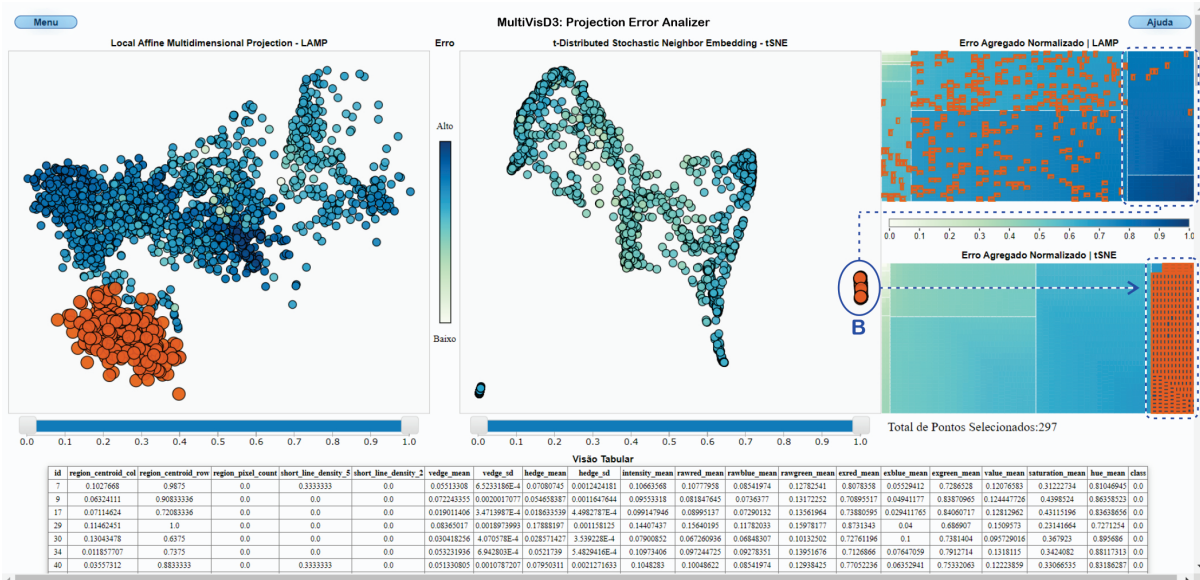 Menu
MultiVisD3: Projection Error Analizer
Ajuda
Local Affine Multidimensional Projection - LAMP
Erro
t-Distributed Stochastic Neighbor Embedding - tSNE
Erro Agregado Normalizado | LAMP
Alto
Baixo
0.0 0.1 0.2 0.3 0.4 0.5 0.6 0.7 0.8 0.9 1.0
Erro Agregado Normalizado | tSNE
B
0.0 0.1 0.2 0.3 0.4 0.5 0.6 0.7 0.8 0.9 1.0
0.0 0.1 0.2 0.3 0.4 0.5 0.6 0.7 0.8 0.9 1.0
Total de Pontos Selecionados:297
Visão Tabular
id region_centroid_col region_centroid_row region_pixel_count short_line_density_5 short_line_density_2 vedge_mean vedge_sd hedge_mean hedge_sd intensity_mean rawred_mean rawblue_mean rawgreen_mean exred_mean exblue_mean exgreen_mean value_mean saturation_mean hue_mean class
7 0.1027668 0.9875 0.0 0.3333333 0.0 0.05513308 6.5233186E-4 0.07080745 0.0012424181 0.10663568 0.10777958 0.08541974 0.12782541 0.8078358 0.05529412 0.7286528 0.12076583 0.31222734 0.81046945 0.0
9 0.06324111 0.90833336 0.0 0.0 0.0 0.072243355 0.0020017077 0.054658387 0.0011647644 0.09553318 0.081847645 0.0736377 0.13172252 0.70895517 0.04941177 0.83870965 0.124447726 0.4398524 0.86358523 0.0
17 0.07114624 0.72083336 0.0 0.0 0.0 0.019011406 3.4713987E-4 0.018633539 4.4982787E-4 0.099147946 0.08995137 0.07290132 0.13561964 0.73880595 0.029411765 0.84060717 0.12812962 0.43115196 0.83638656 0.0
29 0.11462451 1.0 0.0 0.0 0.0 0.08365017 0.0018973993 0.17888197 0.001158125 0.14407437 0.15640195 0.11782033 0.15978177 0.8731343 0.04 0.686907 0.1509573 0.23141664 0.7271254 0.0
30 0.13043478 0.6375 0.0 0.0 0.0 0.030418256 4.070578E-4 0.028571427 3.539228E-4 0.07900852 0.067260936 0.06848307 0.10132502 0.72761196 0.1 0.7381404 0.095729016 0.367923 0.895686 0.0
34 0.011857707 0.7375 0.0 0.0 0.0 0.053231936 6.942803E-4 0.0521739 5.4829416E-4 0.10973406 0.097244725 0.09278351 0.13951676 0.7126866 0.07647059 0.7912714 0.1318115 0.3424082 0.88117313 0.0
40 0.03557312 0.8833333 0.0 0.3333333 0.0 0.051330805 0.0010787207 0.07950311 0.0021271633 0.1048283 0.10048622 0.08541974 0.12938425 0.77052236 0.06352941 0.75332063 0.12223859 0.33066535 0.83186287 0.0